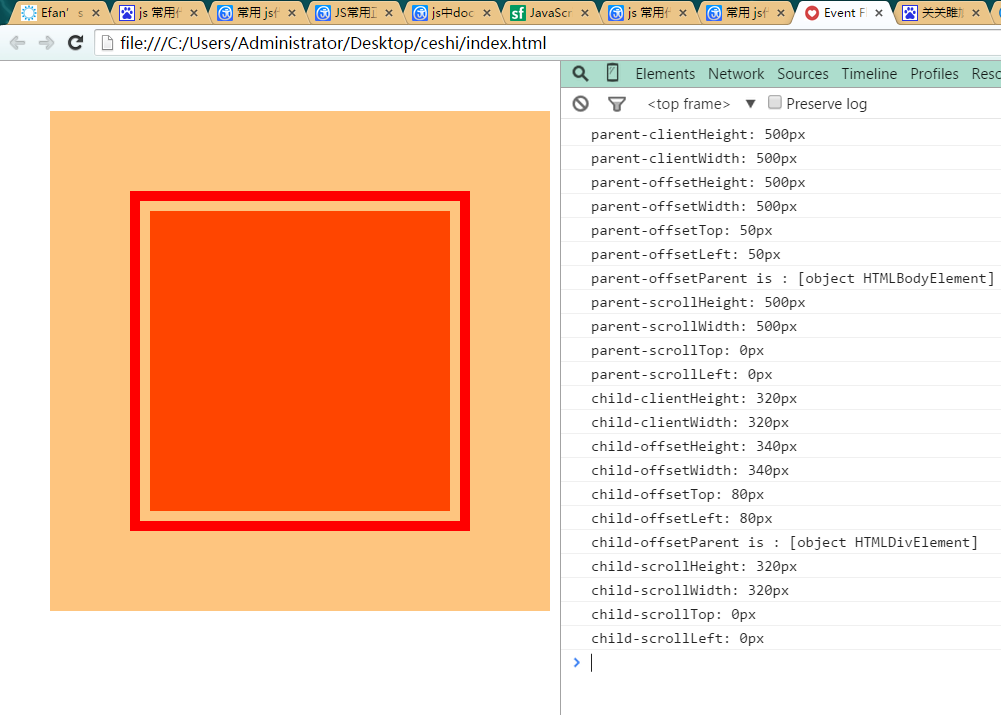 Efan's
js 常用
常用 js
JS常用
js中doc
JavaSc
js 常用
常用 js
Event F
关关雎
file:///C:/Users/Administrator/Desktop/ceshi/index.html
Elements Network Sources Timeline Profiles Reso
<top frame> ▼ Preserve log
parent-clientHeight: 500px
parent-clientWidth: 500px
parent-offsetHeight: 500px
parent-offsetWidth: 500px
parent-offsetTop: 50px
parent-offsetLeft: 50px
parent-offsetParent is : [object HTMLBodyElement]
parent-scrollHeight: 500px
parent-scrollWidth: 500px
parent-scrollTop: 0px
parent-scrollLeft: 0px
child-clientHeight: 320px
child-clientWidth: 320px
child-offsetHeight: 340px
child-offsetWidth: 340px
child-offsetTop: 80px
child-offsetLeft: 80px
child-offsetParent is : [object HTMLDivElement]
child-scrollHeight: 320px
child-scrollWidth: 320px
child-scrollTop: 0px
child-scrollLeft: 0px